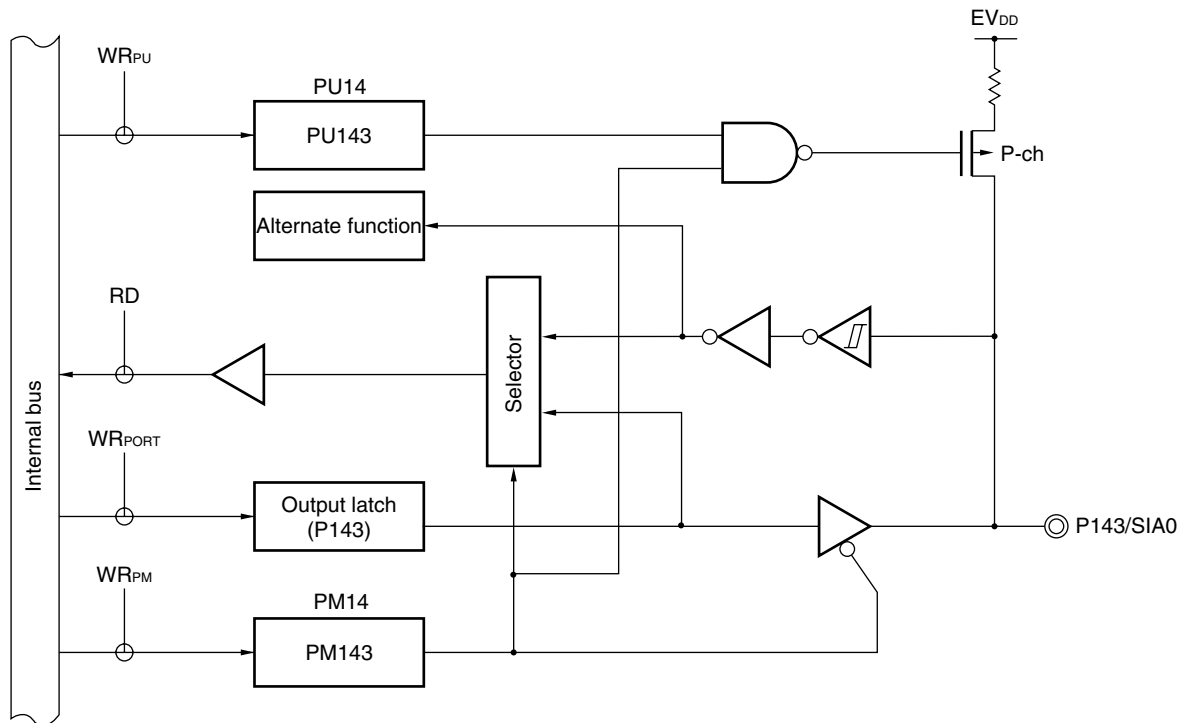 EVDD
WRPU
PU14
PU143
P-ch
Alternate function
RD
Selector
Internal bus
WRPORT
Output latch
(P143)
P143/SIA0
WRPM
PM14
PM143